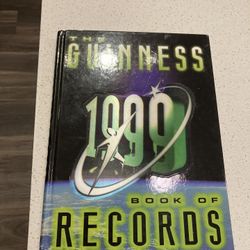 THE
GUINNESS
1999
BOOK OF
RECORDS